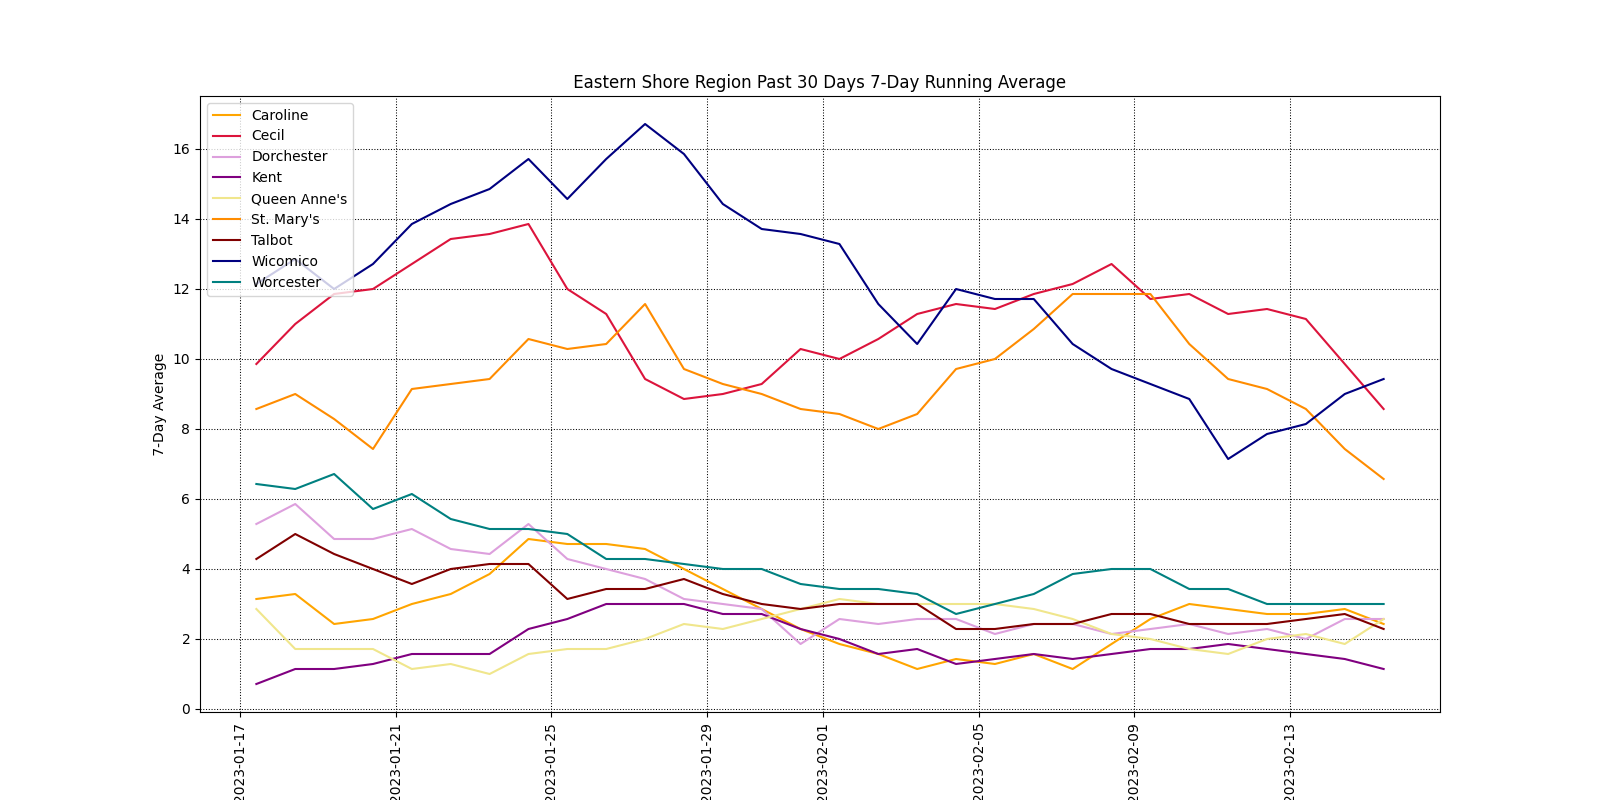 Eastern Shore Region Past 30 Days 7-Day Running Average
Caroline
Cecil
Dorchester
Kent
Queen Anne's
St. Mary's
Talbot
Wicomico
Worcester
7-Day Average
16
14
12
10
8
6
4
2
0
2023-01-17
2023-01-21
2023-01-25
2023-01-29
2023-02-01
2023-02-05
2023-02-09
2023-02-13